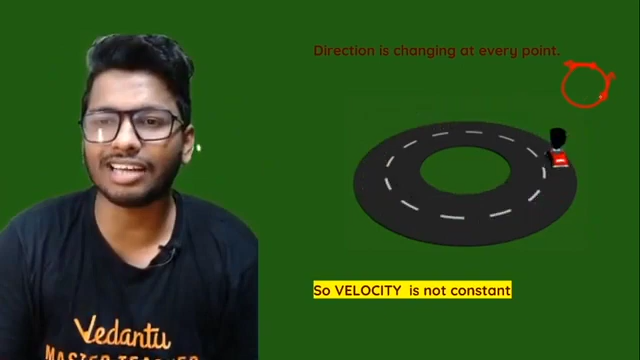 Direction is changing at every point.
So VELOCITY is not constant
Vedantu
MASTER TEACHER